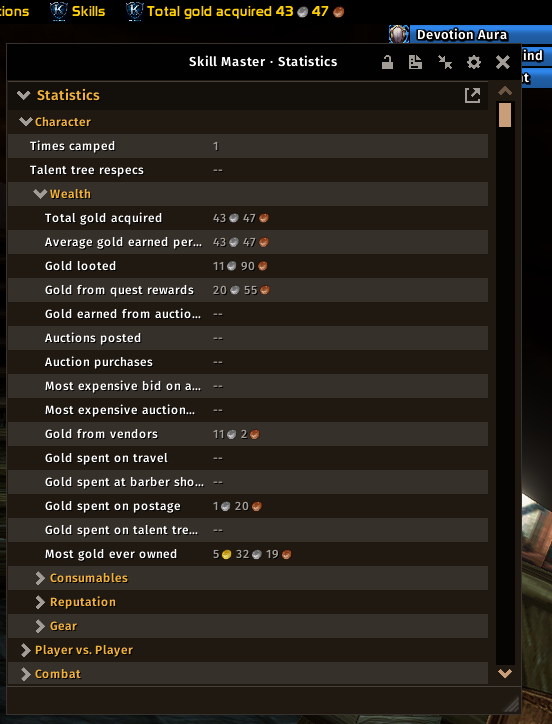 ions Skills Total gold acquired 43 47
Devotion Aura
ind
Skill Master · Statistics
t
Statistics
Character
Times camped 1
Talent tree respecs --
Wealth
Total gold acquired 43 47
Average gold earned per... 43 47
Gold looted 11 90
Gold from quest rewards 20 55
Gold earned from auctio... --
Auctions posted --
Auction purchases --
Most expensive bid on a... --
Most expensive auction... --
Gold from vendors 11 2
Gold spent on travel --
Gold spent at barber sho... --
Gold spent on postage 1 20
Gold spent on talent tre... --
Most gold ever owned 5 32 19
Consumables
Reputation
Gear
Player vs. Player
Combat